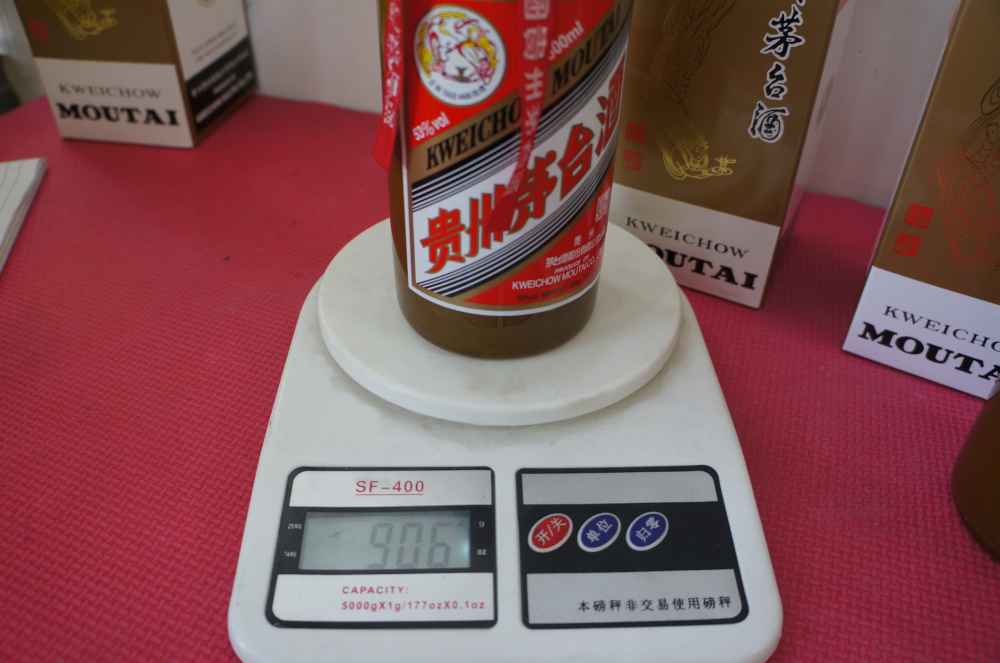 KWEICHOW
MOUTAI
53% vol
KWEICHOW MOUTAI
贵州茅台酒
KWEICHOW MOUTAI CO.
茅台酒
KWEICHOW
MOUTAI
KWEICHOW
MOUTAI
SF-400
906
CAPACITY:
5000gX1g/177ozX0.1oz
开/关
单位
归零
本磅秤非交易使用磅秤